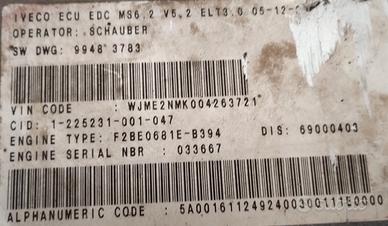 IVECO ECU EDC MS6.2 V5.2 ELT3.0 05-12-
OPERATOR: SCHAUBER
SW DWG: 9948 3783
VIN CODE : WJME2NMK004263721
CID: 1-225231-001-047
ENGINE TYPE: F2BE0681E-B394 DIS: 69000403
ENGINE SERIAL NBR : 033667
ALPHANUMERIC CODE : 5A001611249240030011150000